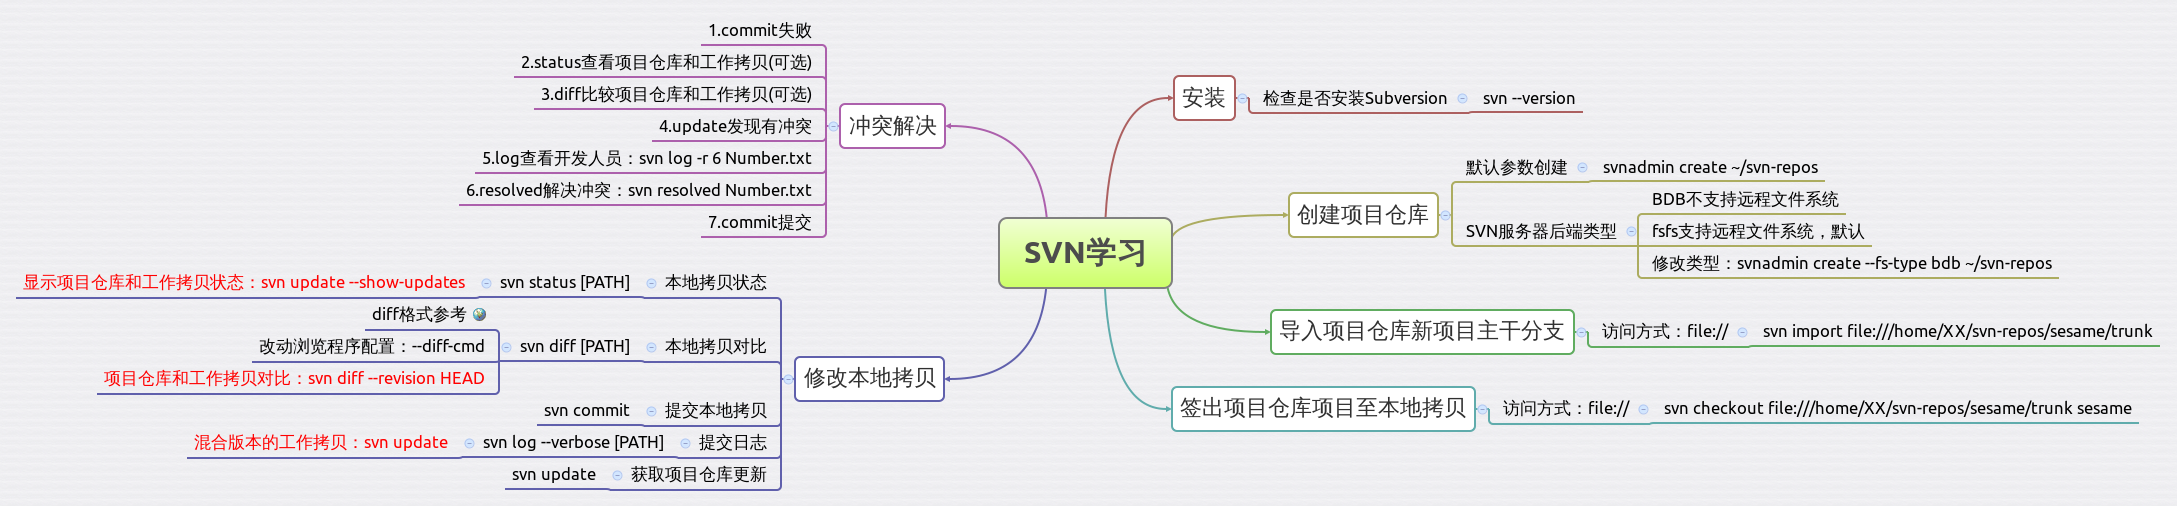 SVN学习
安装
检查是否安装Subversion
svn --version
创建项目仓库
默认参数创建
svnadmin create ~/svn-repos
SVN服务器后端类型
BDB不支持远程文件系统
fsfs支持远程文件系统，默认
修改类型：svnadmin create --fs-type bdb ~/svn-repos
导入项目仓库新项目主干分支
访问方式：file://
svn import file:///home/XX/svn-repos/sesame/trunk
签出项目仓库项目至本地拷贝
访问方式：file://
svn checkout file:///home/XX/svn-repos/sesame/trunk sesame
冲突解决
1.commit失败
2.status查看项目仓库和工作拷贝(可选)
3.diff比较项目仓库和工作拷贝(可选)
4.update发现有冲突
5.log查看开发人员：svn log -r 6 Number.txt
6.resolved解决冲突：svn resolved Number.txt
7.commit提交
修改本地拷贝
本地拷贝状态
svn status [PATH]
显示项目仓库和工作拷贝状态：svn update --show-updates
本地拷贝对比
svn diff [PATH]
diff格式参考
改动浏览程序配置：--diff-cmd
项目仓库和工作拷贝对比：svn diff --revision HEAD
提交本地拷贝
svn commit
提交日志
svn log --verbose [PATH]
混合版本的工作拷贝：svn update
获取项目仓库更新
svn update